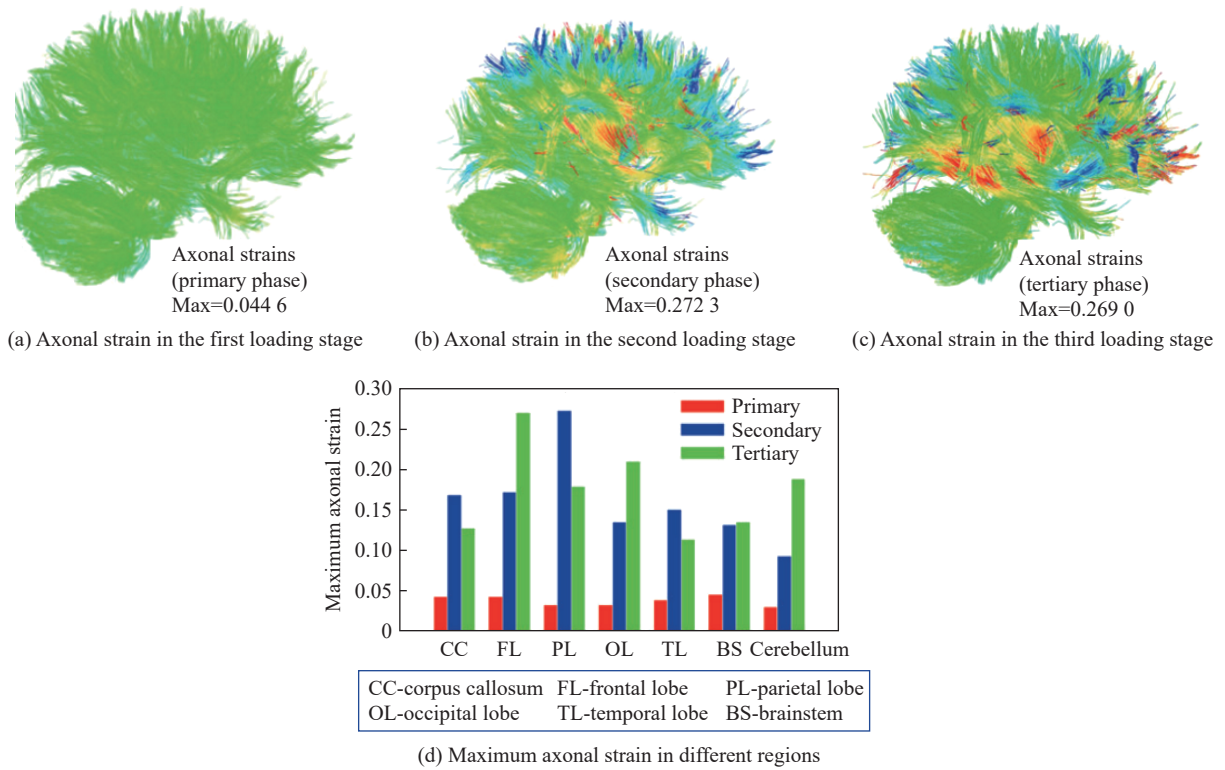 Axonal strains
(primary phase)
Max=0.044 6
Axonal strains
(secondary phase)
Max=0.272 3
Axonal strains
(tertiary phase)
Max=0.269 0
(a) Axonal strain in the first loading stage
(b) Axonal strain in the second loading stage
(c) Axonal strain in the third loading stage
Maximum axonal strain
0.30
0.25
0.20
0.15
0.10
0.05
0
Primary
Secondary
Tertiary
CC FL PL OL TL BS Cerebellum
CC-corpus callosum FL-frontal lobe PL-parietal lobe
OL-occipital lobe TL-temporal lobe BS-brainstem
(d) Maximum axonal strain in different regions